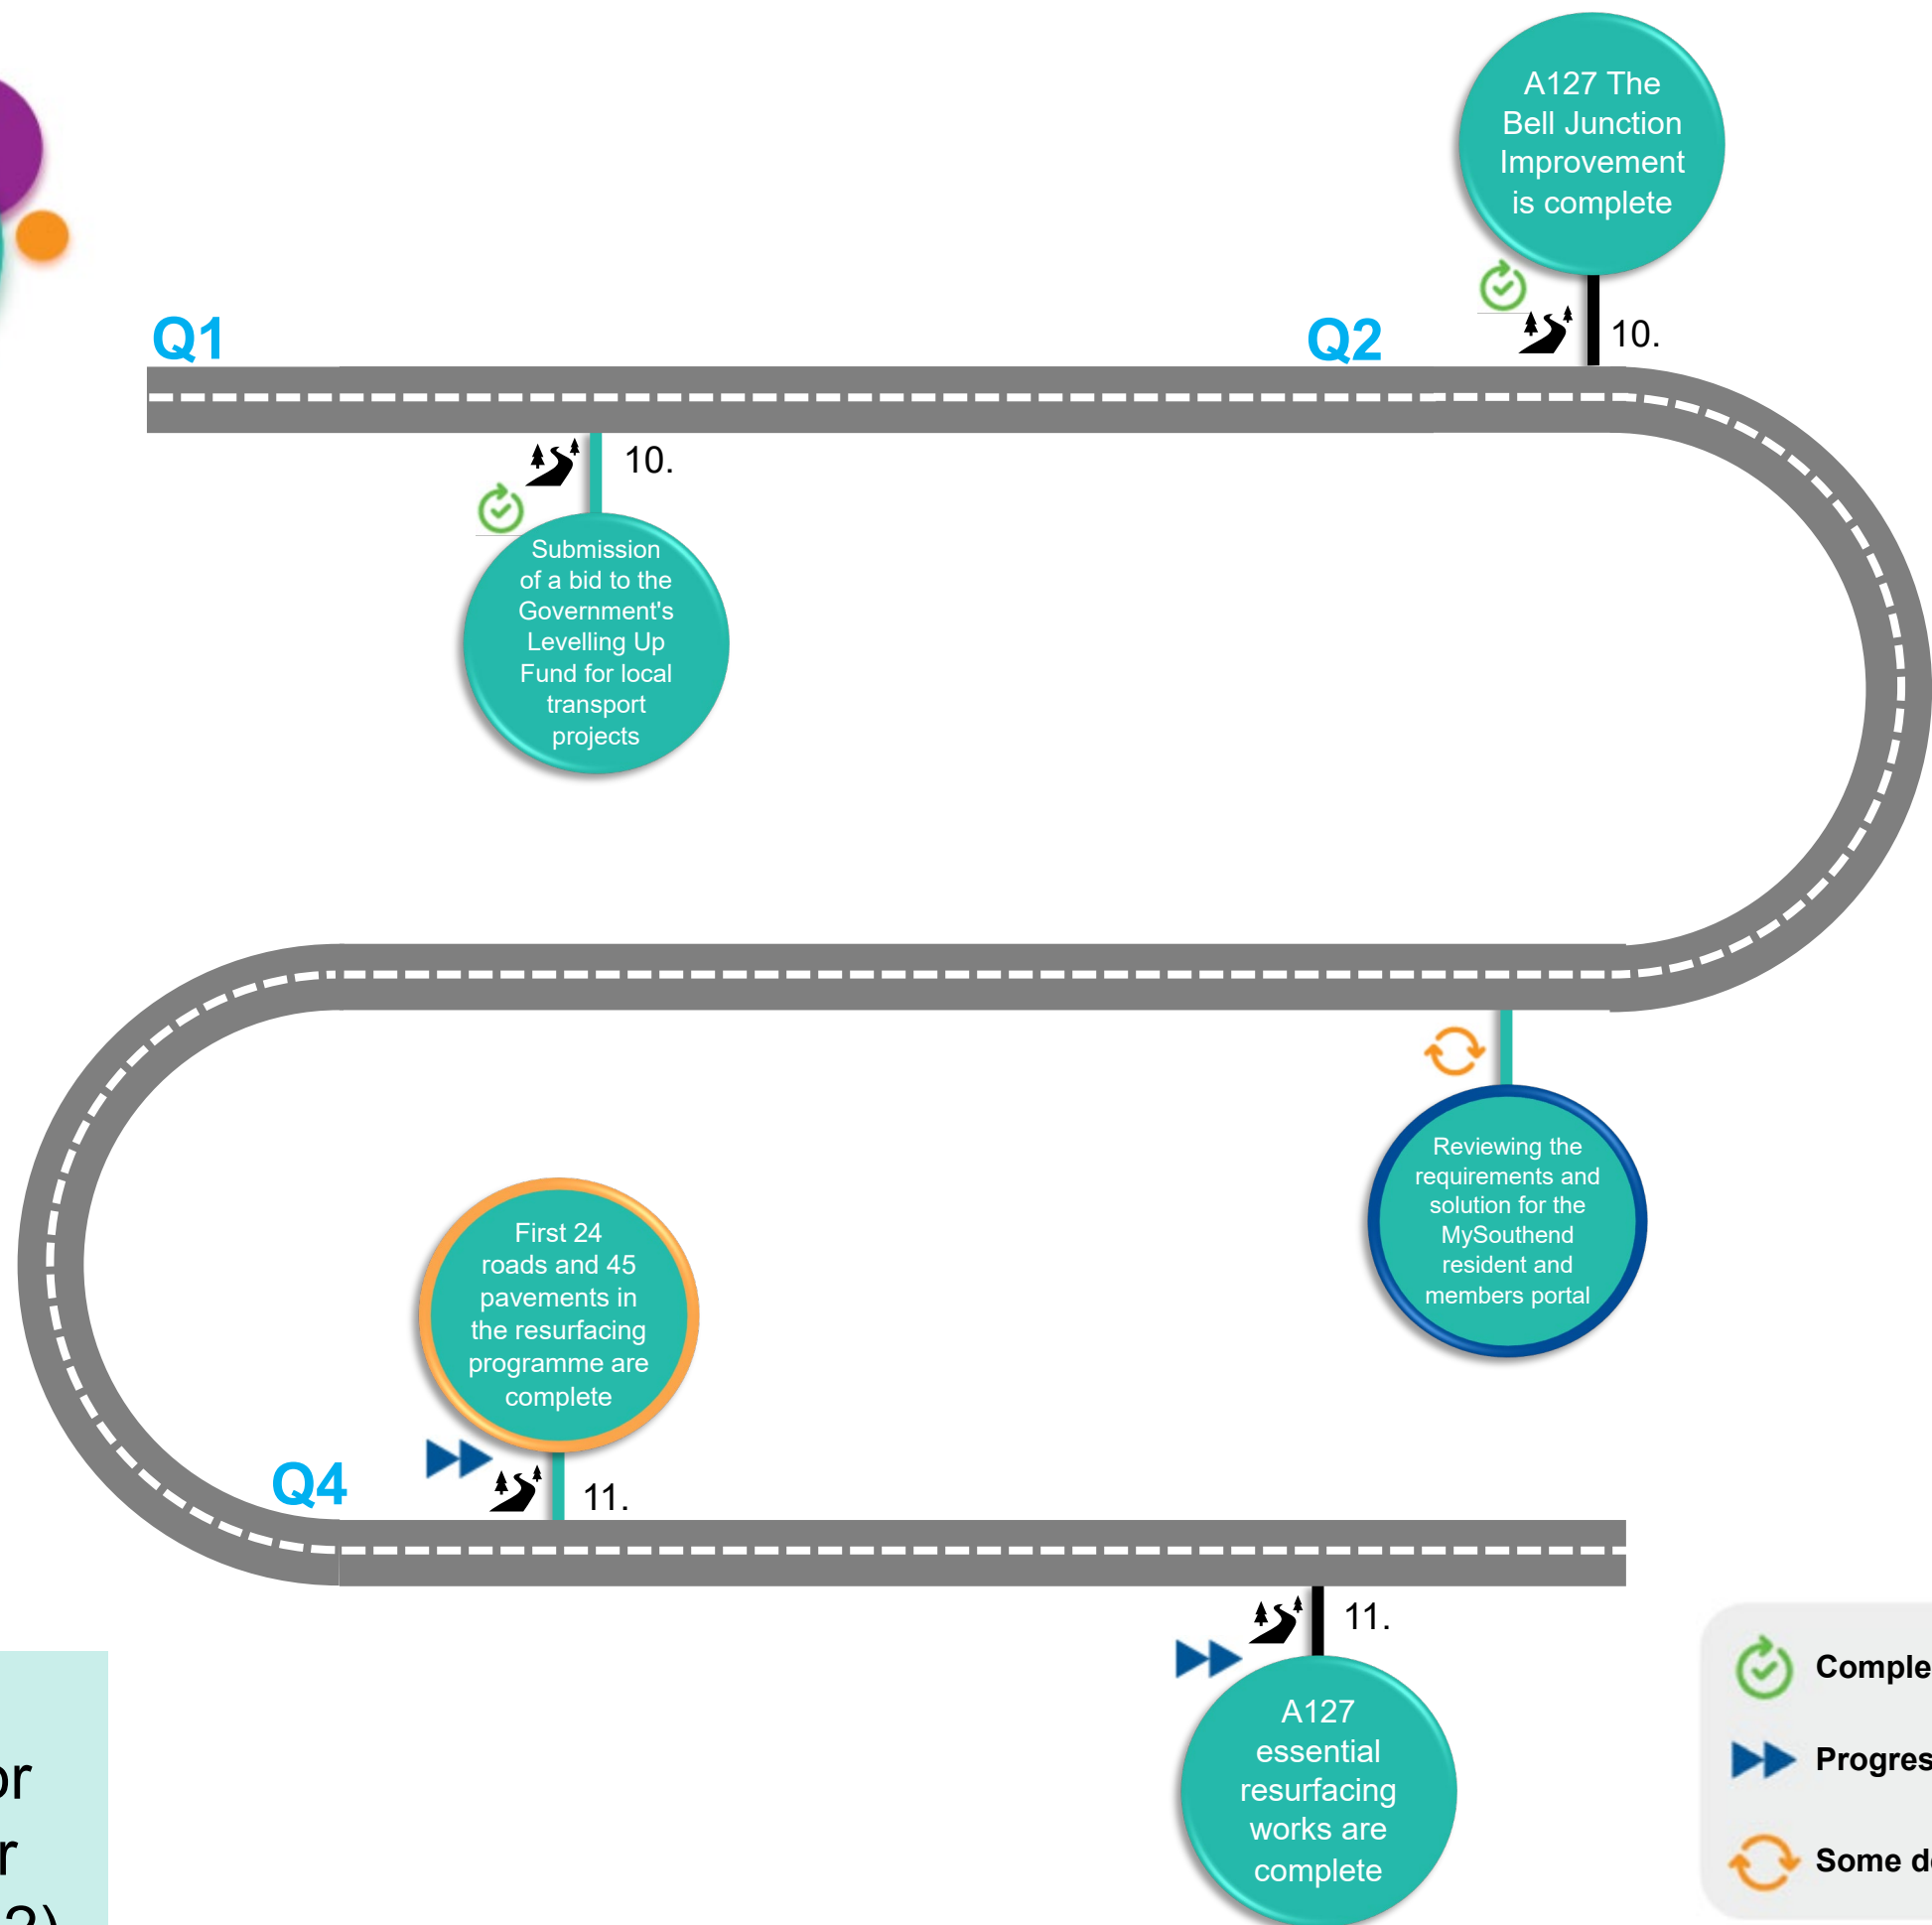 A127 The
Bell Junction
Improvement
is complete
Q1
Q2
10.
10.
Submission
of a bid to the
Government's
Levelling Up
Fund for local
transport
projects
Reviewing the
requirements and
solution for the
MySouthend
resident and
members portal
First 24
roads and 45
pavements in
the resurfacing
programme are
complete
Q4
11.
11.
A127
essential
resurfacing
works are
complete
Some